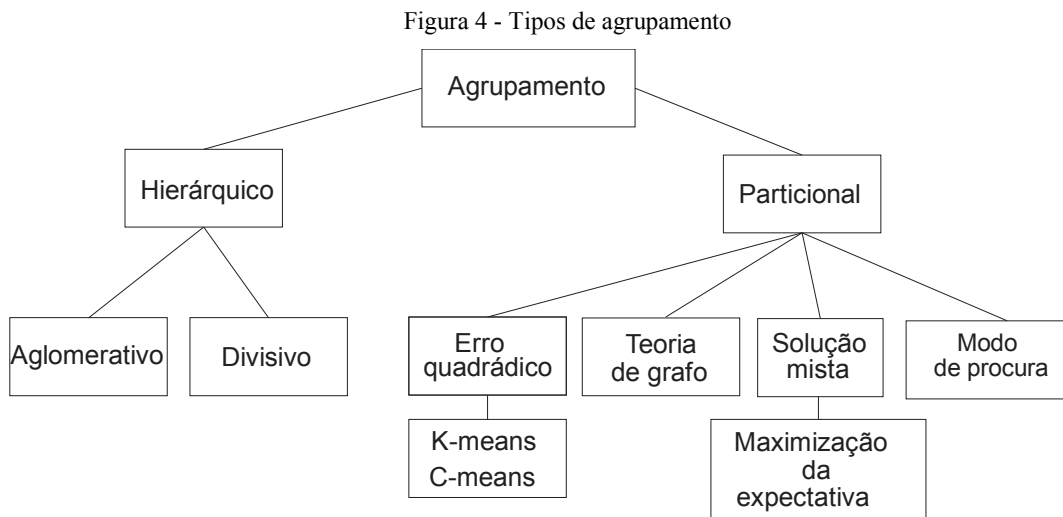 Figura 4 - Tipos de agrupamento
Agrupamento
Hierárquico
Particional
Aglomerativo
Divisivo
Erro
quadrádico
Teoria
de grafo
Solução
mista
Modo
de procura
K-means
C-means
Maximização
da
expectativa